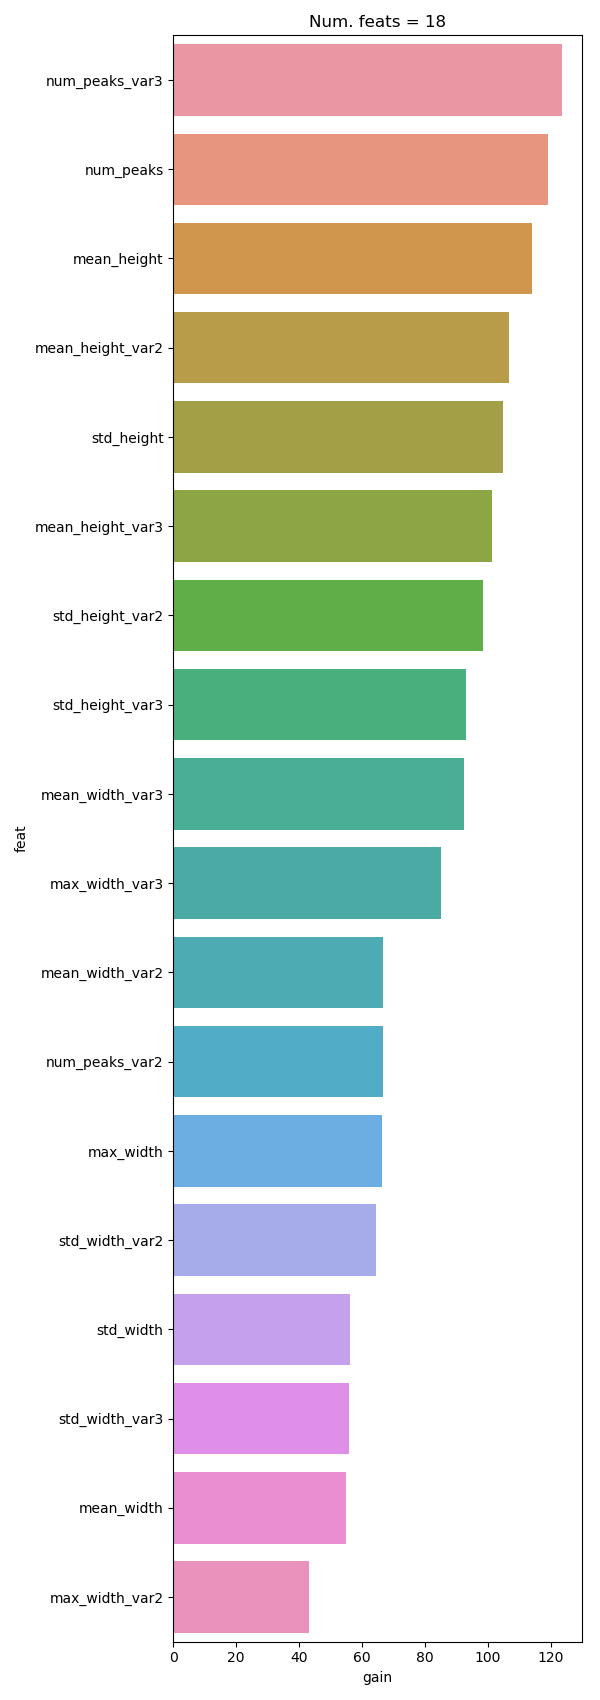 Num. feats = 18
num_peaks_var3
num_peaks
mean_height
mean_height_var2
std_height
mean_height_var3
std_height_var2
std_height_var3
mean_width_var3
max_width_var3
mean_width_var2
num_peaks_var2
max_width
std_width_var2
std_width
std_width_var3
mean_width
max_width_var2
feat
0 20 40 60 80 100 120
gain